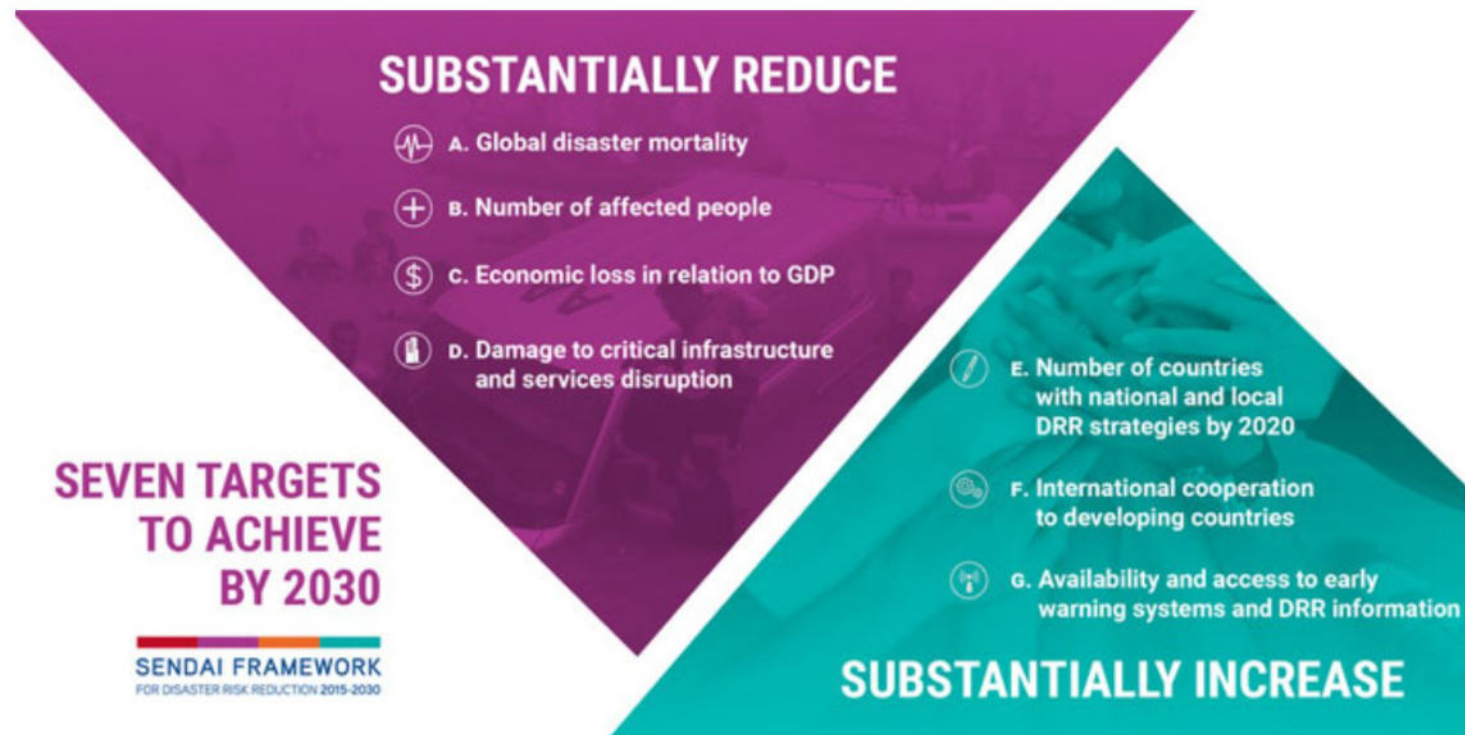 SUBSTANTIALLY REDUCE
A. Global disaster mortality
B. Number of affected people
$
C. Economic loss in relation to GDP
D. Damage to critical infrastructure
and services disruption
SEVEN TARGETS
TO ACHIEVE
BY 2030
SENDAI FRAMEWORK
FOR DISASTER RISK REDUCTION 2015-2030
E. Number of countries
with national and local
DRR strategies by 2020
F. International cooperation
to developing countries
G. Availability and access to early
warning systems and DRR information
SUBSTANTIALLY INCREASE